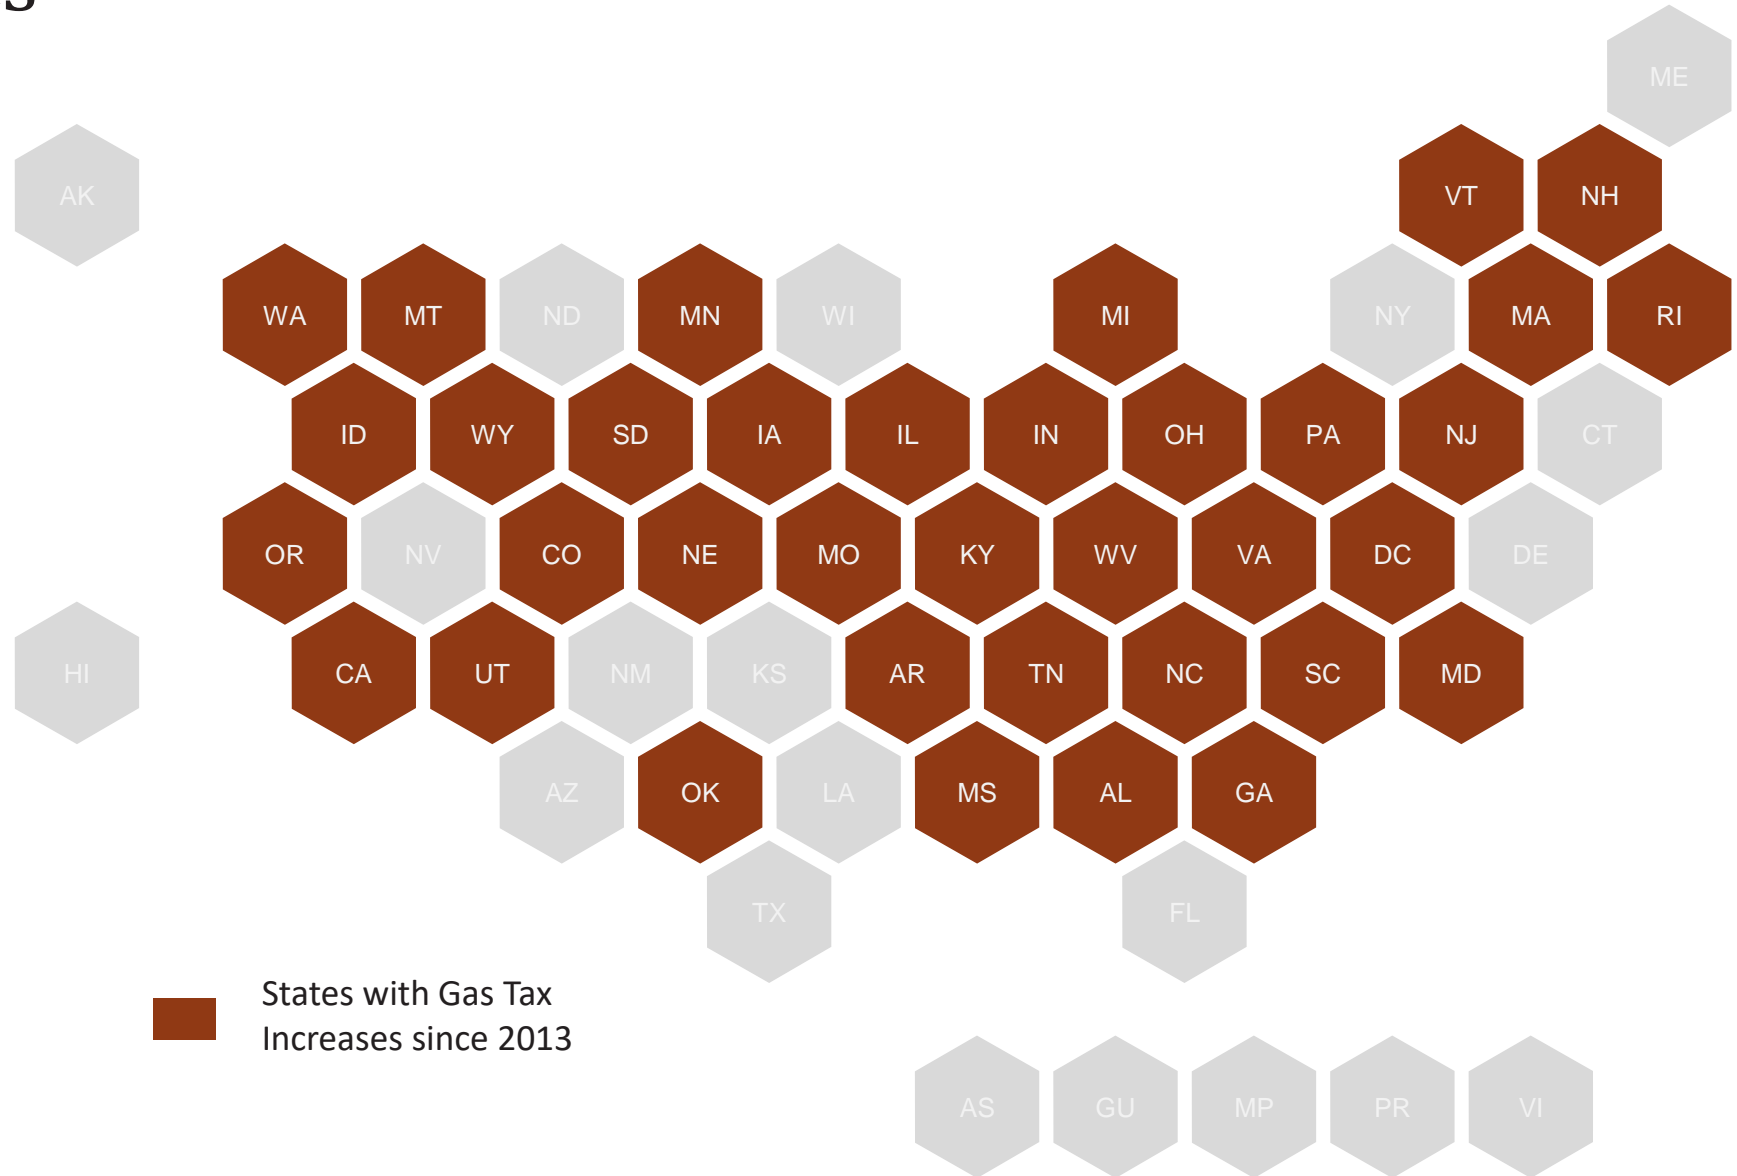 ME
AK
VT
NH
WA
MT
ND
MN
WI
MI
NY
MA
RI
ID
WY
SD
IA
IL
IN
OH
PA
NJ
CT
OR
NV
CO
NE
MO
KY
WV
VA
DC
DE
HI
CA
UT
NM
KS
AR
TN
NC
SC
MD
AZ
OK
LA
MS
AL
GA
TX
FL
States with Gas Tax
Increases since 2013
AS
GU
MP
PR
VI